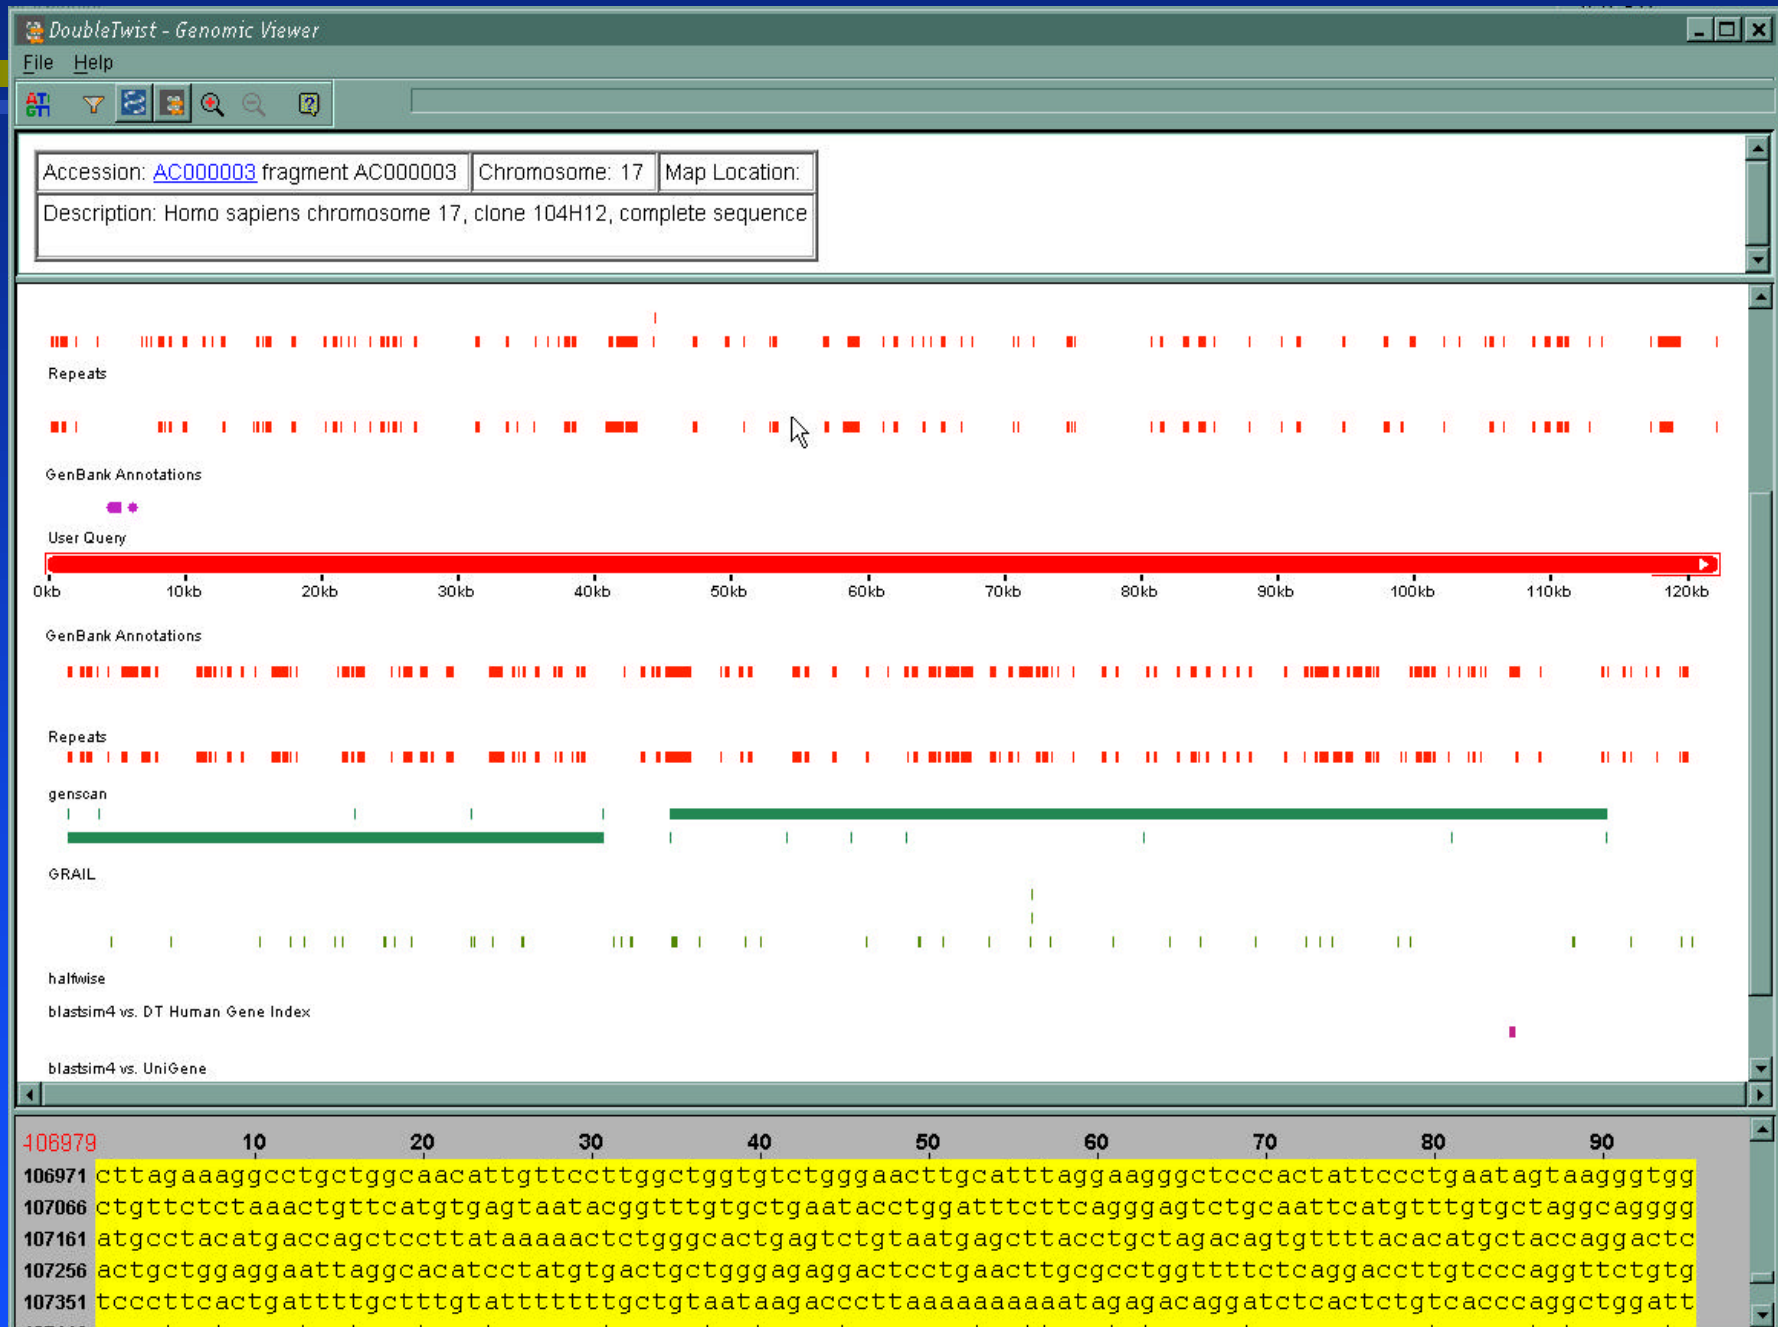 DoubleTwist - Genomic Viewer
File Help
Accession: AC000003 fragment AC000003 Chromosome: 17 Map Location:
Description: Homo sapiens chromosome 17, clone 104H12, complete sequence
Repeats
GenBank Annotations
User Query
0kb 10kb 20kb 30kb 40kb 50kb 60kb 70kb 80kb 90kb 100kb 110kb 120kb
GenBank Annotations
Repeats
genscan
GRAIL
halfwise
blastsim4 vs. DT Human Gene Index
blastsim4 vs. UniGene
106979 10 20 30 40 50 60 70 80 90
106971 cttagaaaggcctgctggcaacattgttccttggctggtgtctgggaacttgcatttaggaagggctcccactattccctgaatagtaagggtgg
107066 ctgttctctaaactgttcatgtgagtaatacggtttgtgctgaatacctggatttcttcagggagtctgcaattcatgtttgtgctaggcagggg
107161 atgcctacatgaccagctccttataaaaactctgggcactgagtctgtaatgagcttacctgctagacagtgttttacacatgctaccaggactc
107256 actgctggaggaattaggcacatcctatgtgactgctgggagaggactcctgaacttgcgcctggttttctcaggaccttgtcccaggttctgtg
107351 tcccttcactgattttgctttgtatttttttgctgtaataagacccttaaaaaaaaaatagagacaggatctcactctgtcacccaggctggatt